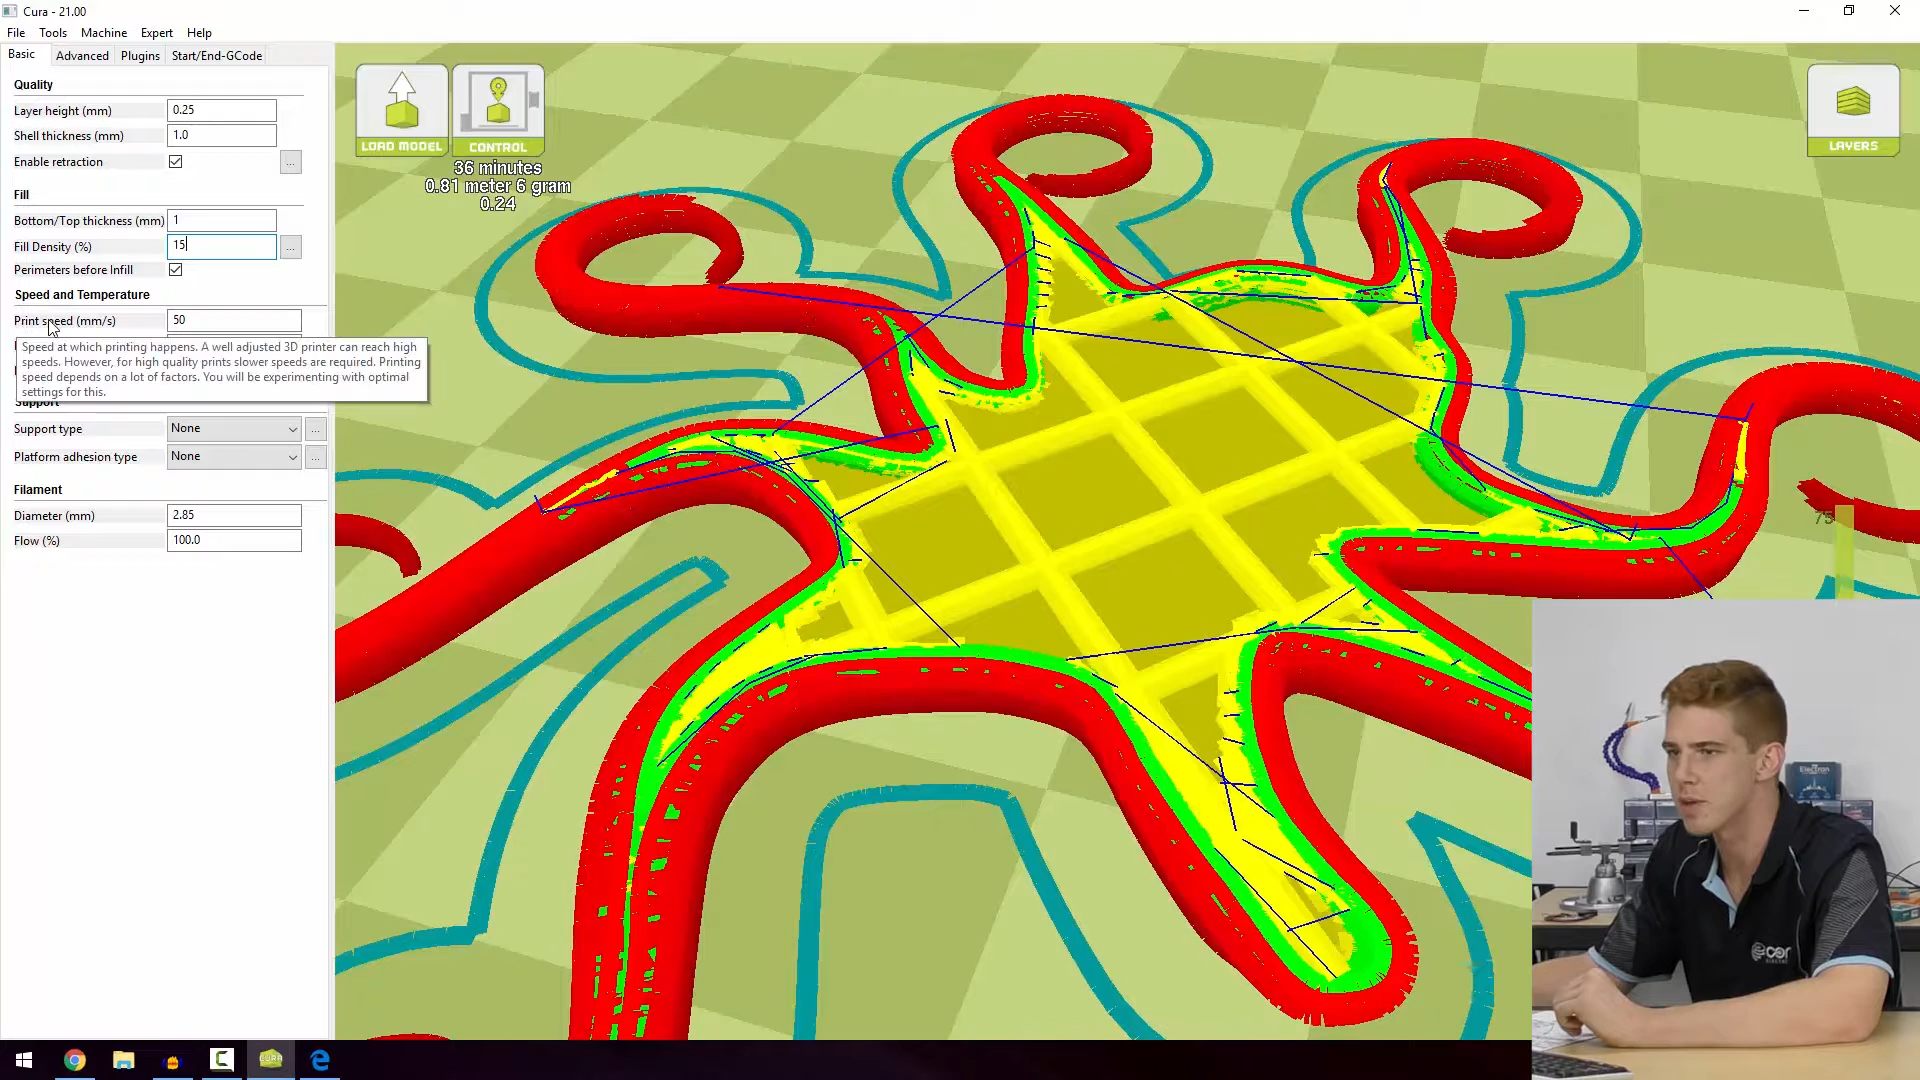 Cura - 21.00
File Tools Machine Expert Help
Basic Advanced Plugins Start/End-GCode
Quality
Layer height (mm) 0.25
Shell thickness (mm) 1.0
Enable retraction ...
Fill
Bottom/Top thickness (mm) 1
Fill Density (%) 15 ...
Perimeters before Infill
Speed and Temperature
Print speed (mm/s) 50
Speed at which printing happens. A well adjusted 3D printer can reach high
speeds. However, for high quality prints slower speeds are required. Printing
speed depends on a lot of factors. You will be experimenting with optimal
settings for this.
Support
Support type None ...
Platform adhesion type None ...
Filament
Diameter (mm) 2.85
Flow (%) 100.0
LOAD MODEL
CONTROL
36 minutes
0.81 meter 6 gram
0.24
LAYERS
75
Electron
cor
CURA